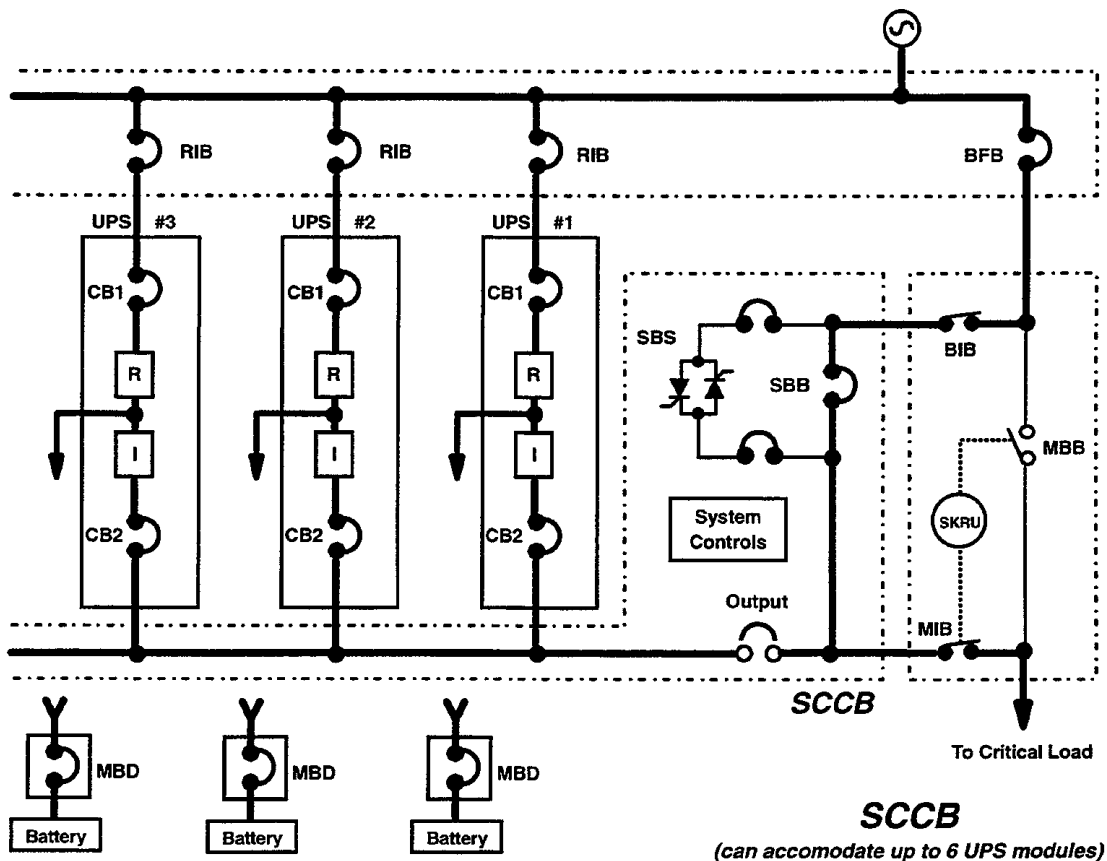 RIB
RIB
RIB
BFB
UPS #3
UPS #2
UPS #1
CB1
CB1
CB1
SBS
BIB
SBB
R
R
R
MBB
I
I
I
System
Controls
SKRU
CB2
CB2
CB2
Output
MIB
SCCB
To Critical Load
MBD
MBD
MBD
Battery
Battery
Battery
SCCB
(can accomodate up to 6 UPS modules)